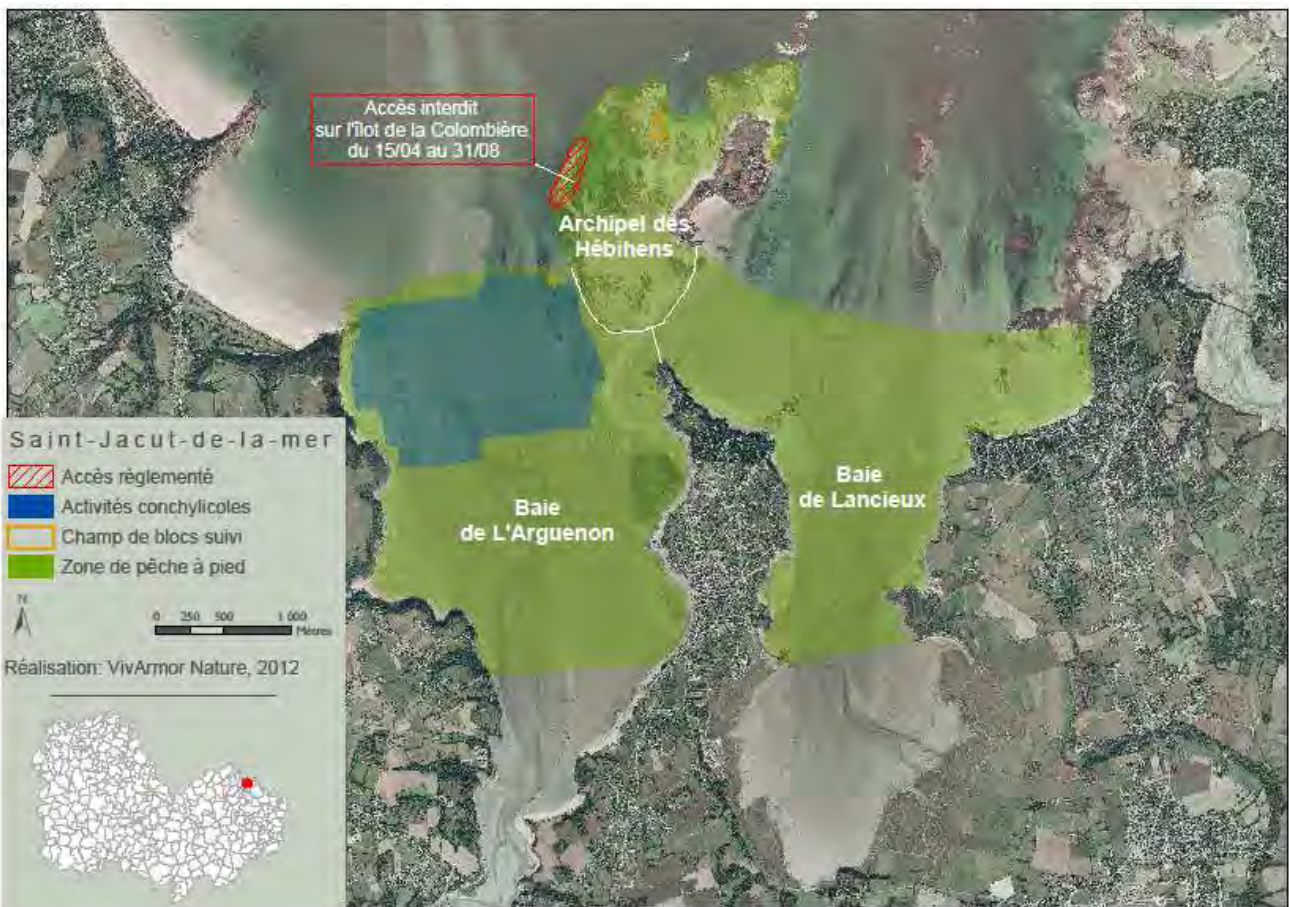 Accès interdit
sur l'îlot de la Colombière
du 15/04 au 31/08
Archipel des
Hébihens
Baie
de L'Arguenon
Baie
de Lancieux
Saint-Jacut-de-la-mer
Accès règlementé
Activités conchylicoles
Champ de blocs suivi
Zone de pêche à pied
N
0 250 500 1 000
Mètres
Réalisation: VivArmor Nature, 2012